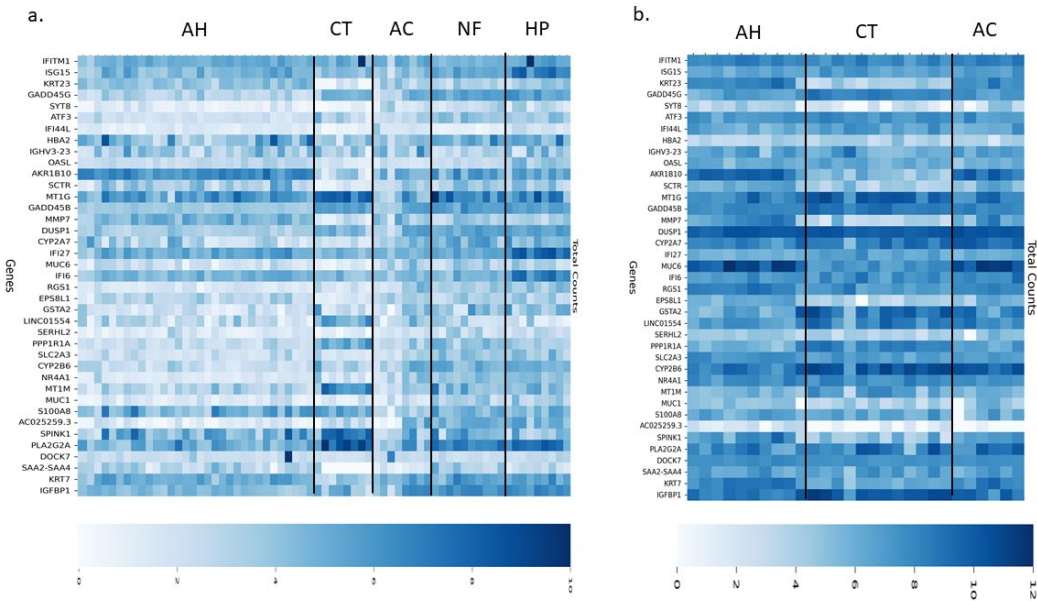 a.
AH CT AC NF HP
IFITM1
ISG15
KRT23
GADD45G
SYT8
ATF3
IFI44L
HBA2
IGHV3-23
OASL
AKR1B10
SCTR
MT1G
GADD45B
MMP7
DUSP1
CYP2A7
IFI27
MUC6
IFI6
RGS1
EPS8L1
GSTA2
LINC01554
SERHL2
PPP1R1A
SLC2A3
CYP2B6
NR4A1
MT1M
MUC1
S100A8
AC025259.3
SPINK1
PLA2G2A
DOCK7
SAA2-SAA4
KRT7
IGFBP1
Genes
Total Counts
0 2 4 6 8 10
b.
AH CT AC
IFITM1
ISG15
KRT23
GADD45G
SYT8
ATF3
IFI44L
HBA2
IGHV3-23
OASL
AKR1B10
SCTR
MT1G
GADD45B
MMP7
DUSP1
CYP2A7
IFI27
MUC6
IFI6
RGS1
EPS8L1
GSTA2
LINC01554
SERHL2
PPP1R1A
SLC2A3
CYP2B6
NR4A1
MT1M
MUC1
S100A8
AC025259.3
SPINK1
PLA2G2A
DOCK7
SAA2-SAA4
KRT7
IGFBP1
Genes
Total Counts
0 2 4 6 8 10 12